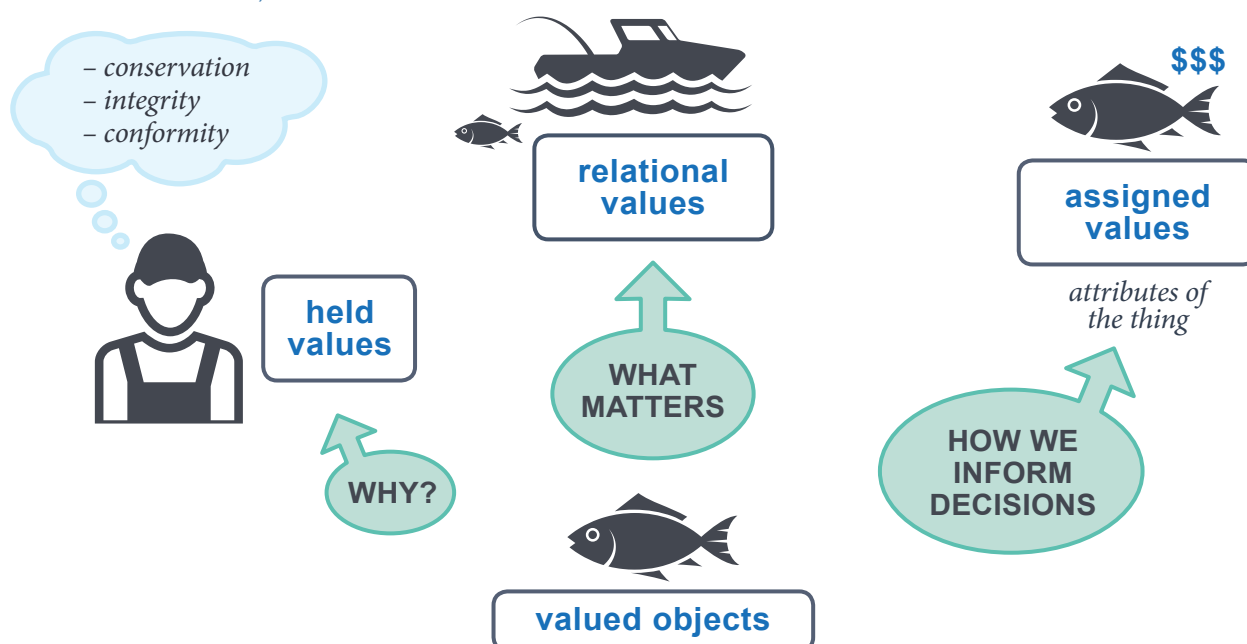 – conservation
– integrity
– conformity
$$$
relational
values
assigned
values
attributes of
the thing
held
values
WHAT
MATTERS
HOW WE
INFORM
DECISIONS
WHY?
valued objects